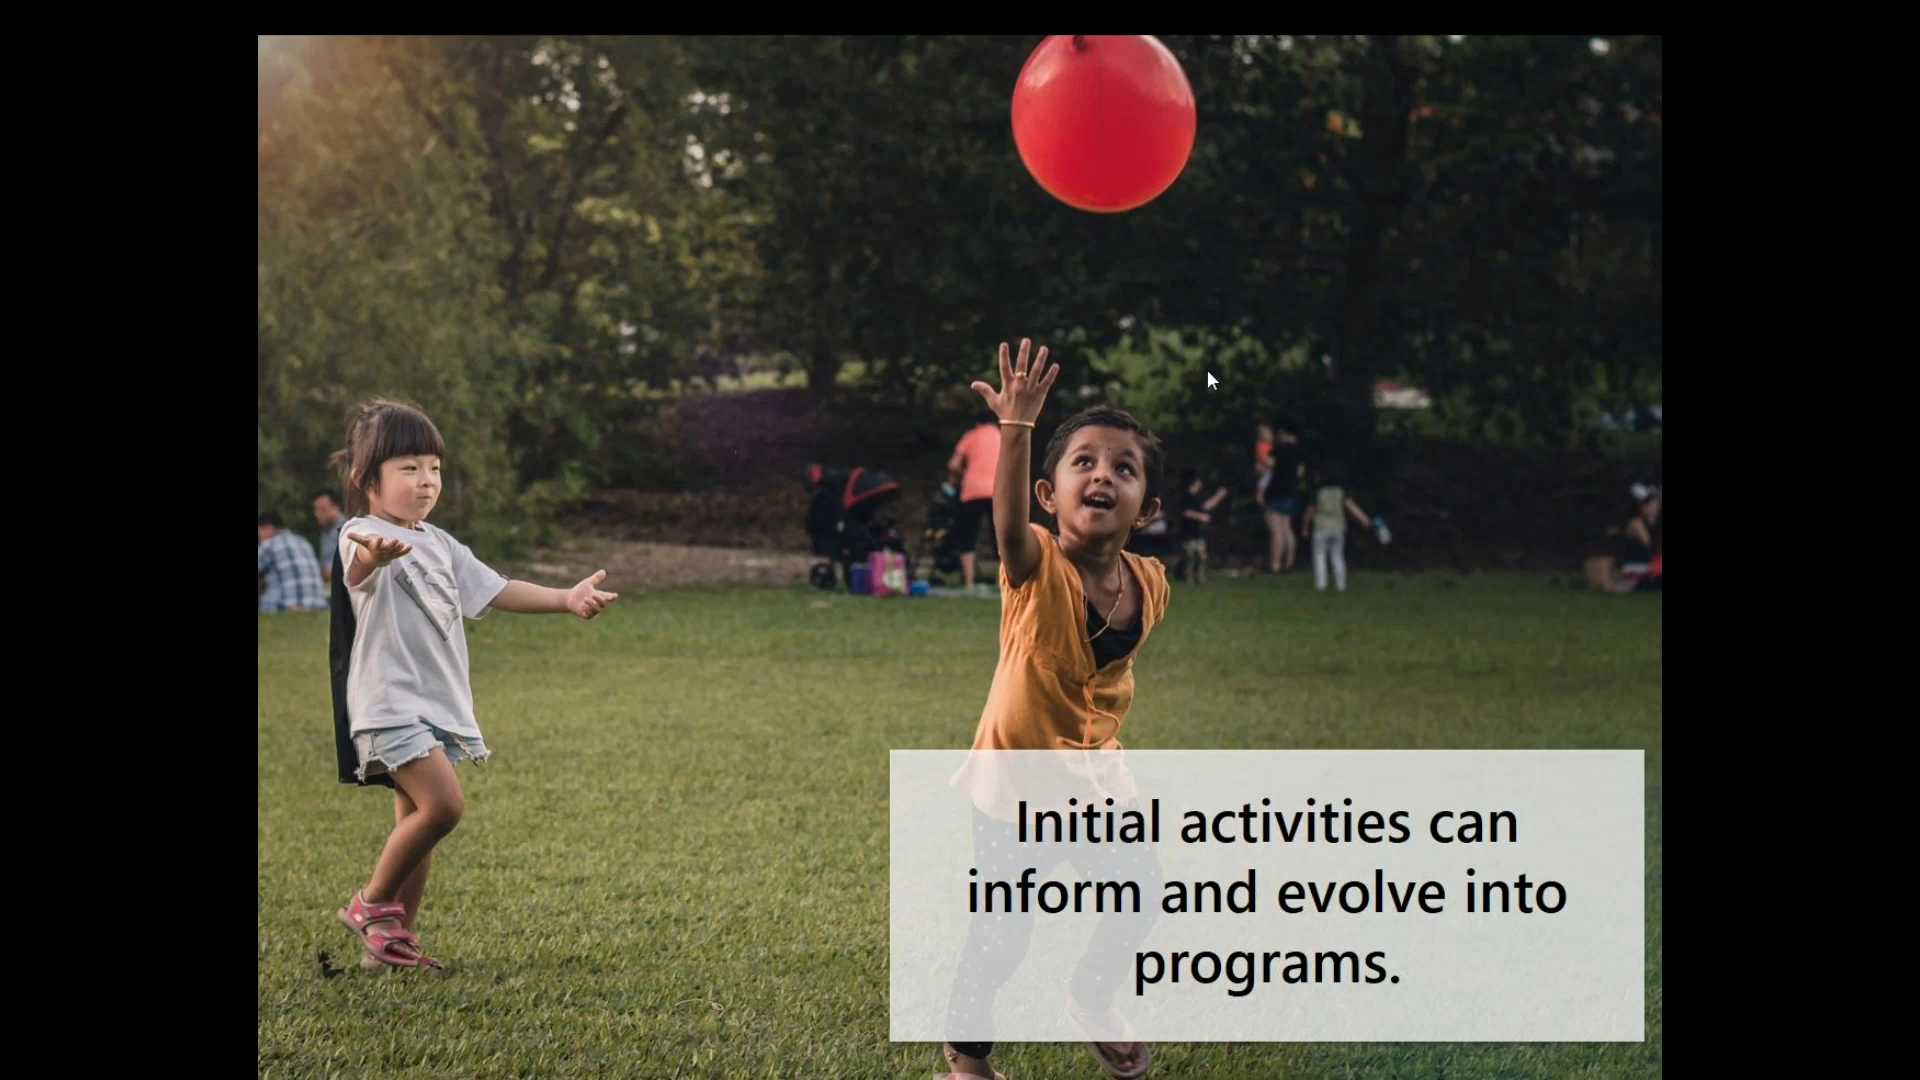 Initial activities can
inform and evolve into
programs.